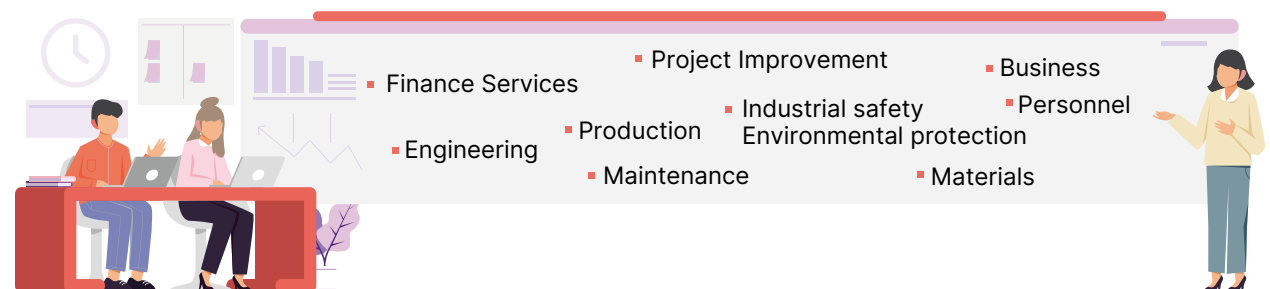 Project Improvement
Business
Finance Services
Personnel
Industrial safety
Environmental protection
Production
Engineering
Maintenance
Materials